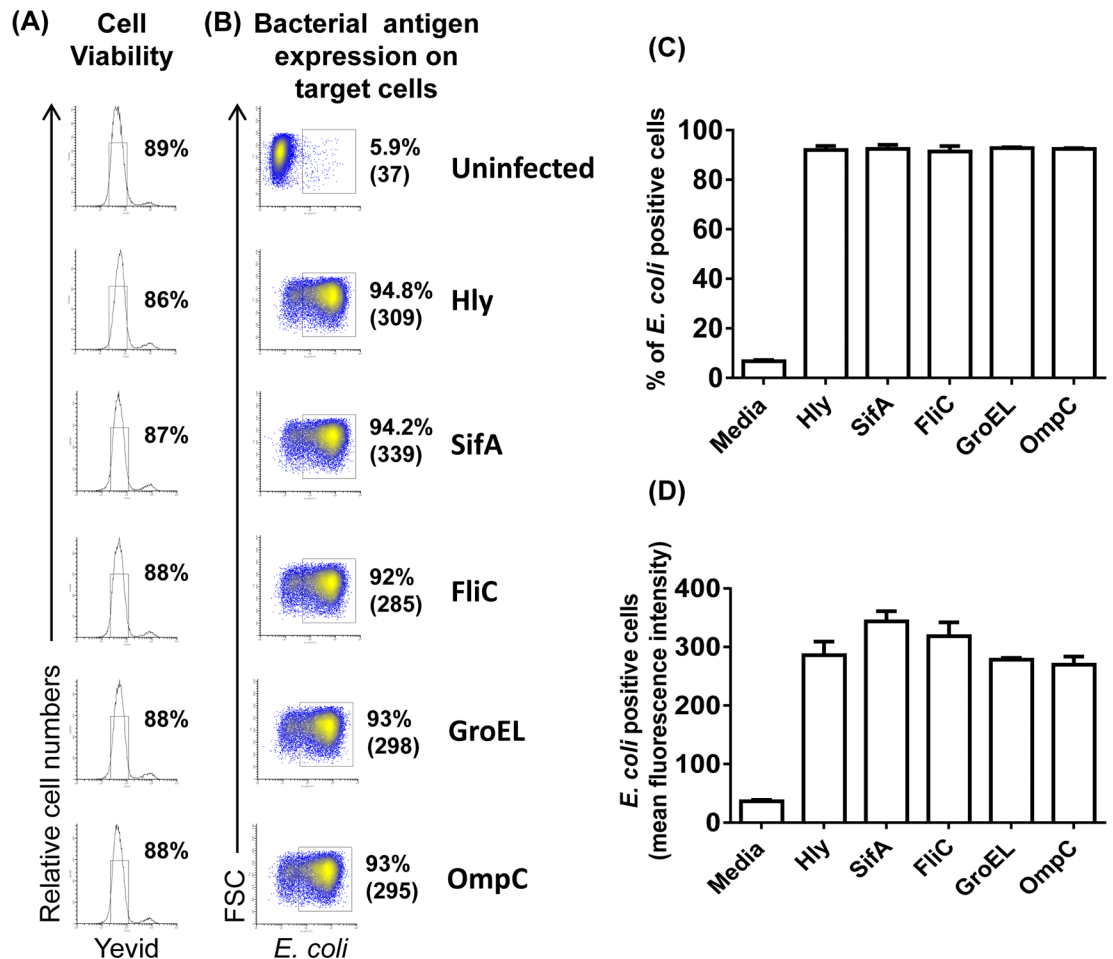 (A)
Cell
Viability
(B)
Bacterial antigen
expression on
target cells
89%
5.9%
(37)
Uninfected
86%
94.8%
(309)
Hly
87%
94.2%
(339)
SifA
88%
92%
(285)
FliC
88%
93%
(298)
GroEL
88%
93%
(295)
OmpC
Relative cell numbers
Yevid
FSC
E. coli
(C)
% of E. coli positive cells
100
80
60
40
20
0
Media
Hly
SifA
FliC
GroEL
OmpC
(D)
E. coli positive cells
(mean fluorescence intensity)
400
300
200
100
0
Media
Hly
SifA
FliC
GroEL
OmpC